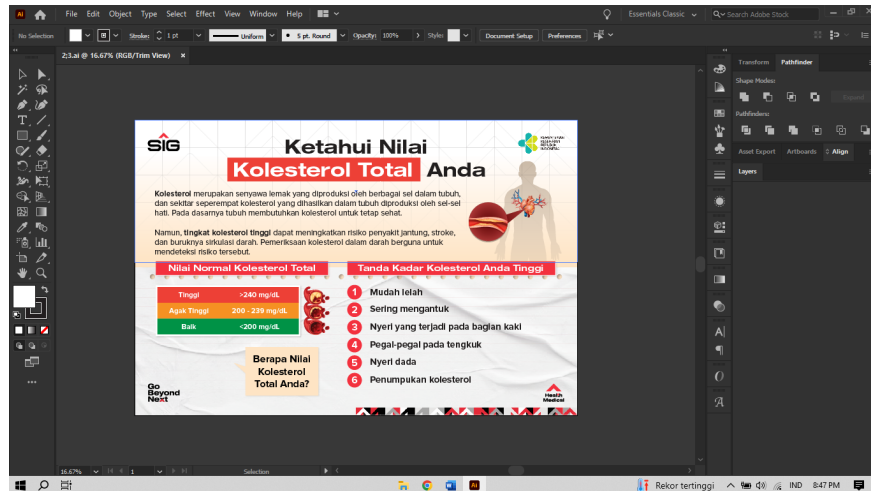 Ai
File Edit Object Type Select Effect View Window Help
Essentials Classic
Search Adobe Stock
No Selection
Stroke: 1 pt
Uniform
5 pt. Round
Opacity: 100%
Style:
Document Setup
Preferences
2;3.ai @ 16.67% (RGB/Trim View) ×
Transform Pathfinder
Shape Modes:
Expand
Pathfinders:
Asset Export Artboards Align
Layers
SIG
Ketahui Nilai
Kolesterol Total Anda
KEMENTERIAN
KESEHATAN
REPUBLIK
INDONESIA
Kolesterol merupakan senyawa lemak yang diproduksi oleh berbagai sel dalam tubuh,
dan sekitar seperempat kolesterol yang dihasilkan dalam tubuh diproduksi oleh sel-sel
hati. Pada dasarnya tubuh membutuhkan kolesterol untuk tetap sehat.
Namun, tingkat kolesterol tinggi dapat meningkatkan risiko penyakit jantung, stroke,
dan buruknya sirkulasi darah. Pemeriksaan kolesterol dalam darah berguna untuk
mendeteksi risiko tersebut.
Nilai Normal Kolesterol Total
Tinggi >240 mg/dL
Agak Tinggi 200 - 239 mg/dL
Baik <200 mg/dL
Berapa Nilai
Kolesterol
Total Anda?
Go
Beyond
Next
Tanda Kadar Kolesterol Anda Tinggi
1 Mudah lelah
2 Sering mengantuk
3 Nyeri yang terjadi pada bagian kaki
4 Pegal-pegal pada tengkuk
5 Nyeri dada
6 Penumpukan kolesterol
Health
Medical
16.67%
1
Selection
Ai
Rekor tertinggi
IND
8:47 PM